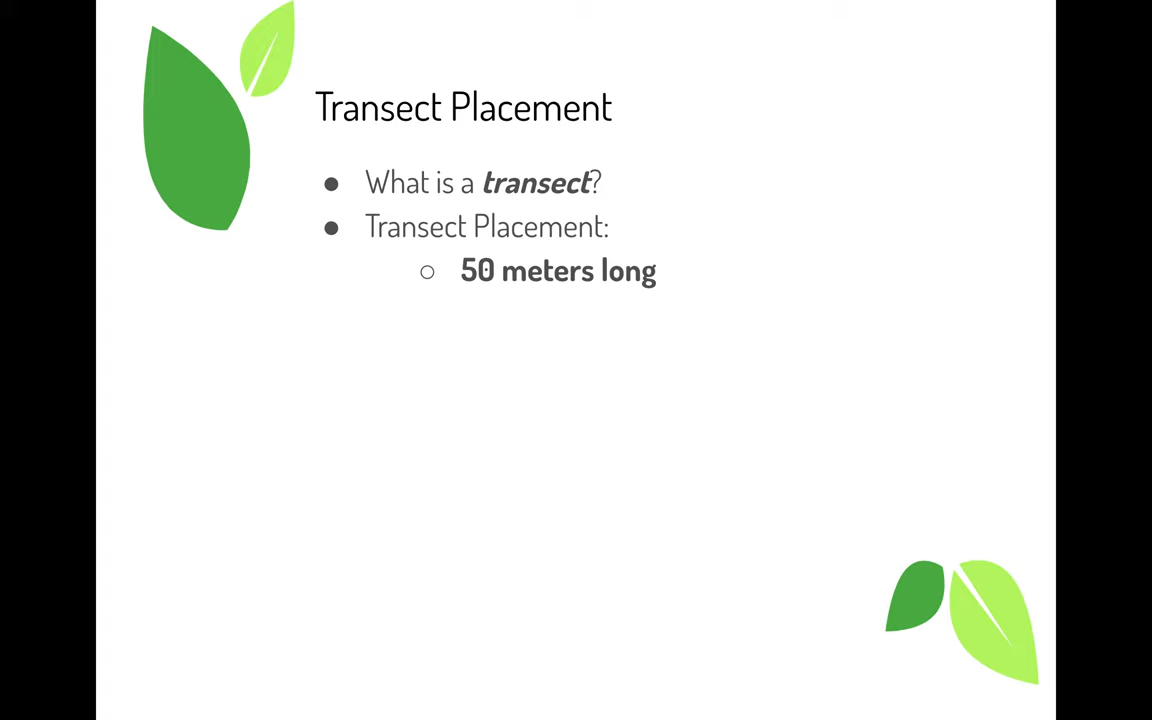 Transect Placement
● What is a transect?
● Transect Placement:
○ 50 meters long